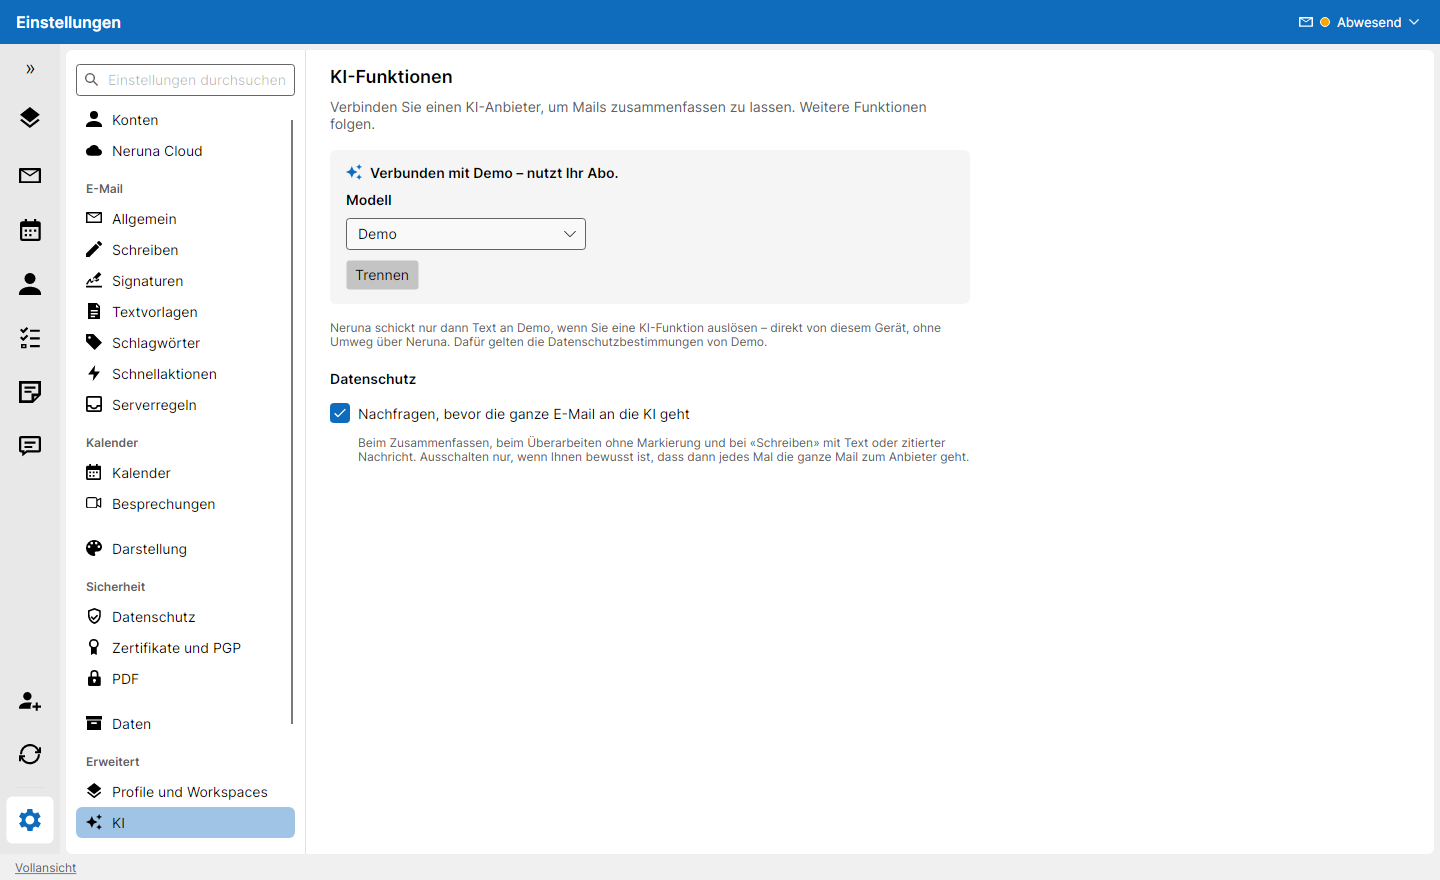 Einstellungen
Abwesend
Einstellungen durchsuchen
Konten
Neruna Cloud
E-Mail
Allgemein
Schreiben
Signaturen
Textvorlagen
Schlagwörter
Schnellaktionen
Serverregeln
Kalender
Kalender
Besprechungen
Darstellung
Sicherheit
Datenschutz
Zertifikate und PGP
PDF
Daten
Erweitert
Profile und Workspaces
KI
KI-Funktionen
Verbinden Sie einen KI-Anbieter, um Mails zusammenfassen zu lassen. Weitere Funktionen
folgen.
Verbunden mit Demo – nutzt Ihr Abo.
Modell
Demo
Trennen
Neruna schickt nur dann Text an Demo, wenn Sie eine KI-Funktion auslösen – direkt von diesem Gerät, ohne
Umweg über Neruna. Dafür gelten die Datenschutzbestimmungen von Demo.
Datenschutz
Nachfragen, bevor die ganze E-Mail an die KI geht
Beim Zusammenfassen, beim Überarbeiten ohne Markierung und bei «Schreiben» mit Text oder zitierter
Nachricht. Ausschalten nur, wenn Ihnen bewusst ist, dass dann jedes Mal die ganze Mail zum Anbieter geht.
Vollansicht